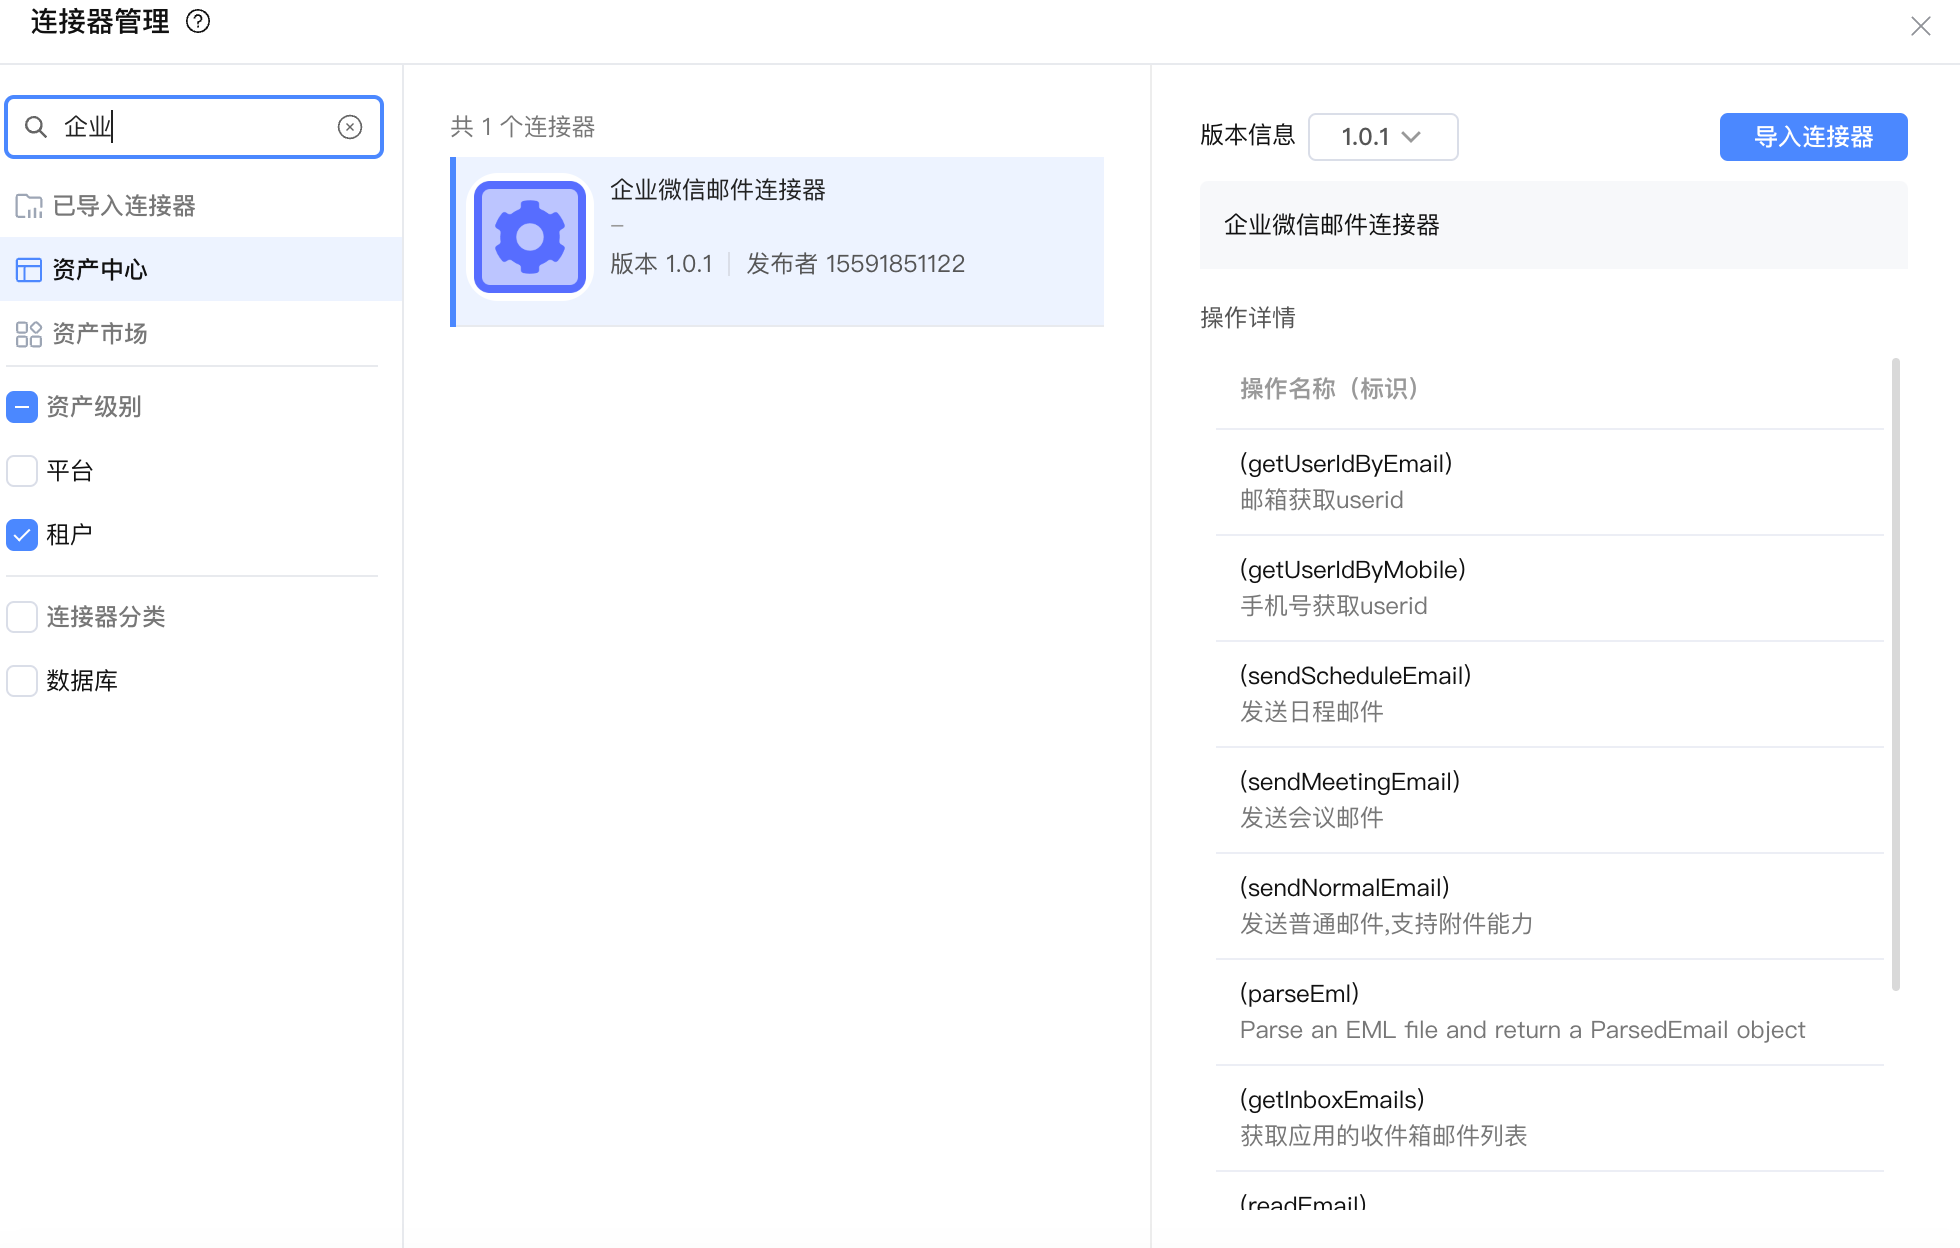 连接器管理
企业
已导入连接器
资产中心
资产市场
资产级别
平台
租户
连接器分类
数据库
共 1 个连接器
企业微信邮件连接器
–
版本 1.0.1 发布者 15591851122
版本信息 1.0.1 导入连接器
企业微信邮件连接器
操作详情
操作名称（标识）
(getUserIdByEmail)
邮箱获取userid
(getUserIdByMobile)
手机号获取userid
(sendScheduleEmail)
发送日程邮件
(sendMeetingEmail)
发送会议邮件
(sendNormalEmail)
发送普通邮件,支持附件能力
(parseEml)
Parse an EML file and return a ParsedEmail object
(getInboxEmails)
获取应用的收件箱邮件列表
(readEmail)